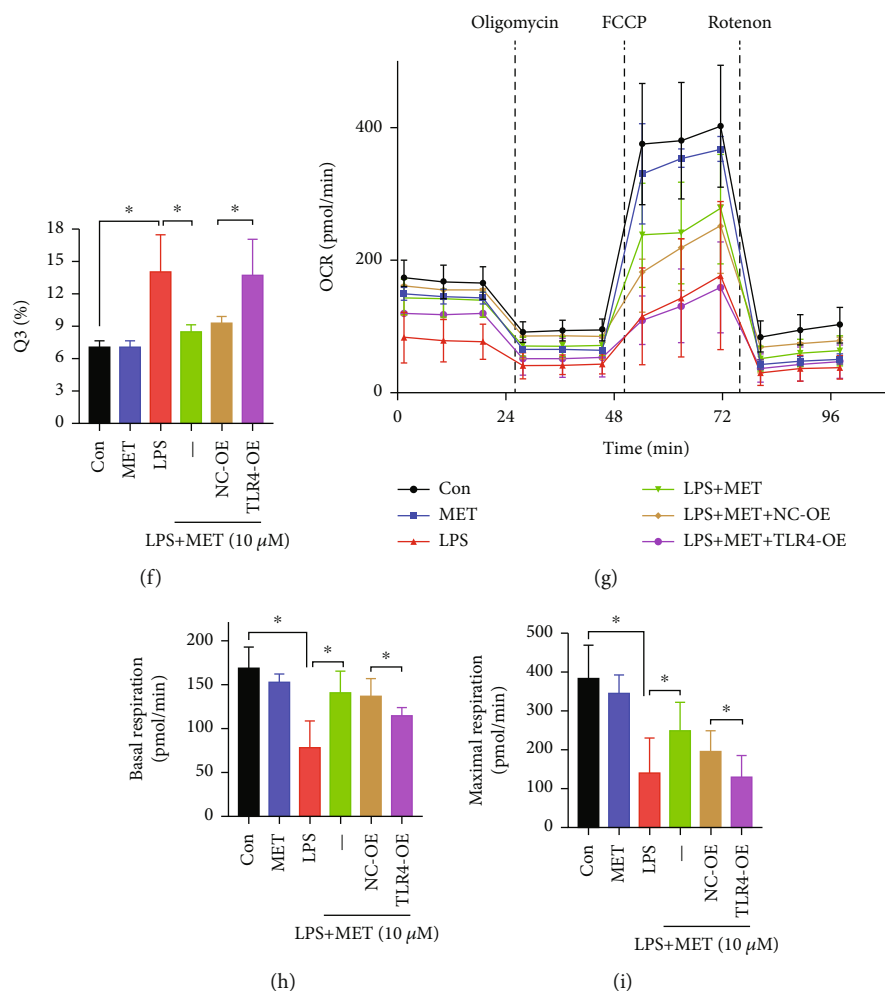 Oligomycin FCCP Rotenon
OCR (pmol/min)
400
200
0
0 24 48 72 96
Time (min)
Con
MET
LPS
LPS+MET
LPS+MET+NC-OE
LPS+MET+TLR4-OE
(g)
Q3 (%)
18
15
12
9
6
3
0
* * *
Con
MET
LPS
—
NC-OE
TLR4-OE
LPS+MET (10 μM)
(f)
Basal respiration
(pmol/min)
200
150
100
50
0
* * *
Con
MET
LPS
—
NC-OE
TLR4-OE
LPS+MET (10 μM)
(h)
Maximal respiration
(pmol/min)
500
400
300
200
100
0
* * *
Con
MET
LPS
—
NC-OE
TLR4-OE
LPS+MET (10 μM)
(i)